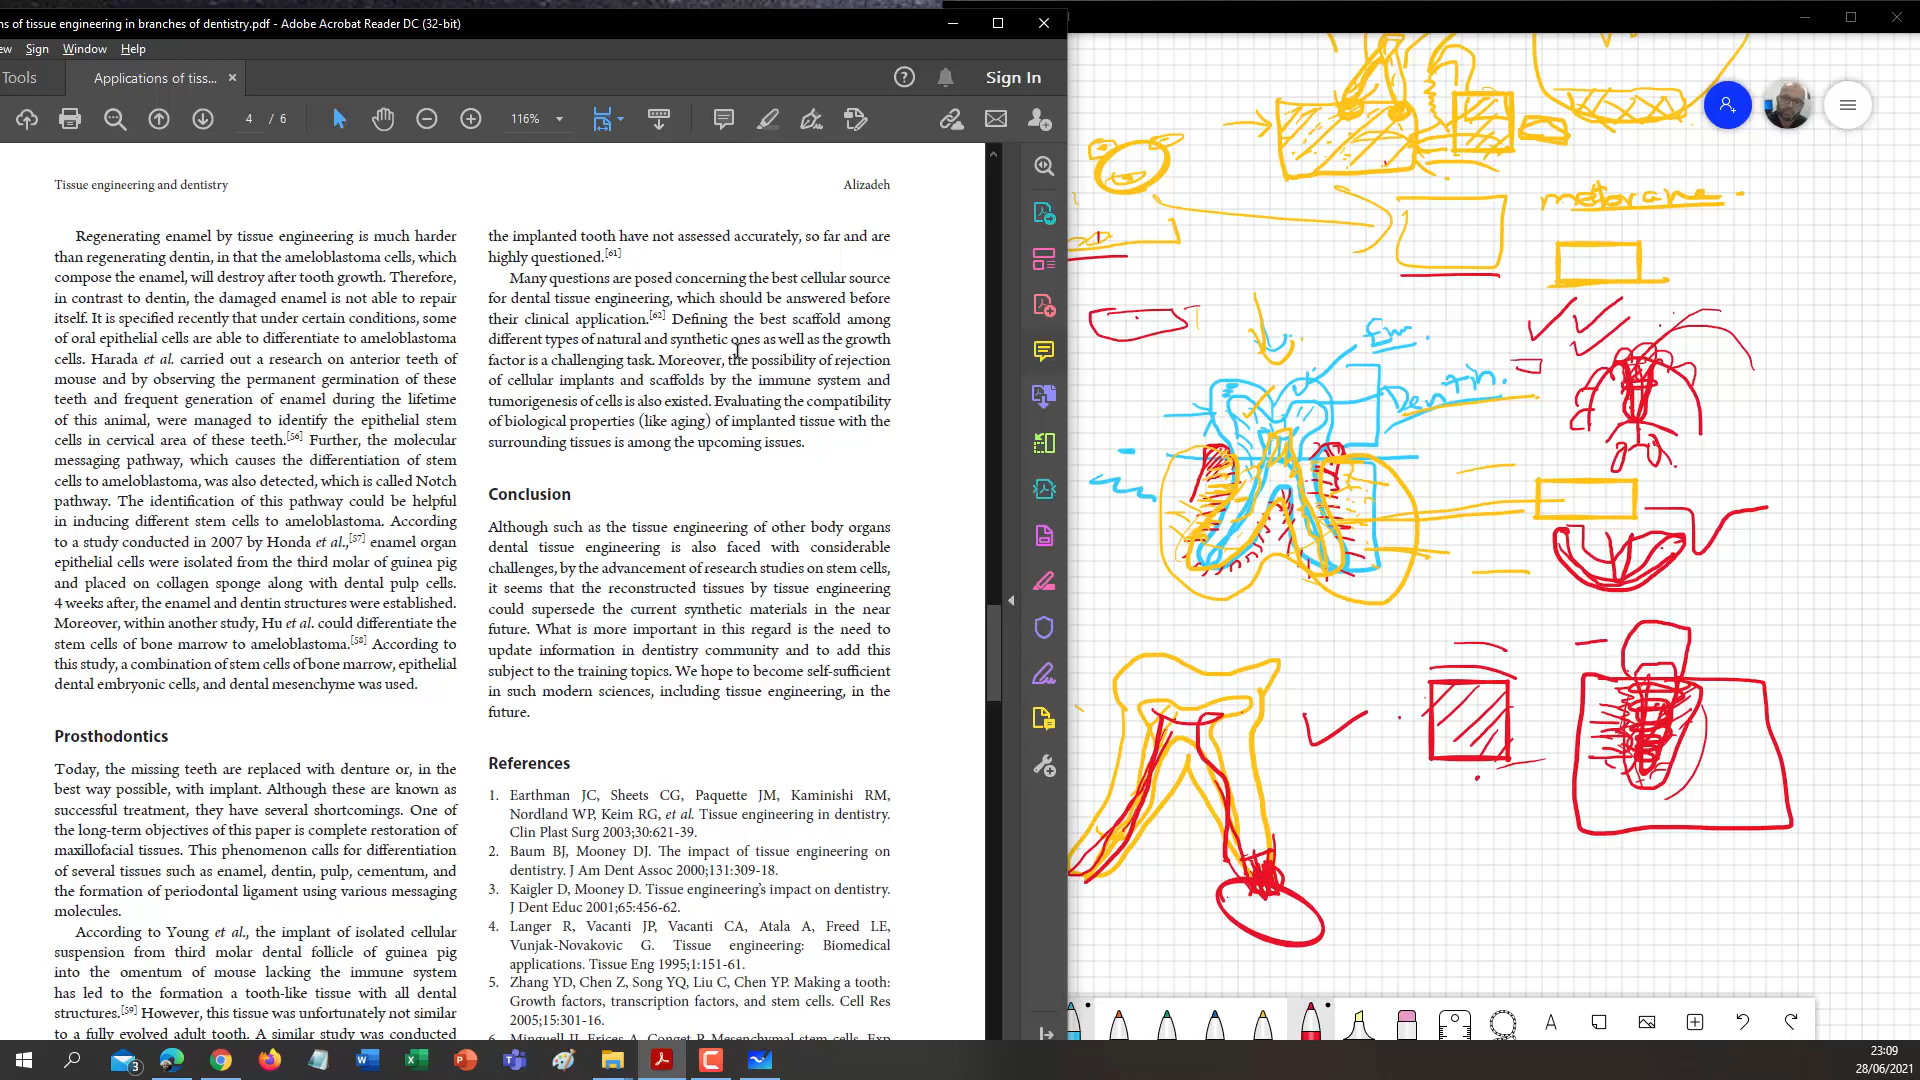 ns of tissue engineering in branches of dentistry.pdf - Adobe Acrobat Reader DC (32-bit)
ew Sign Window Help
Tools Applications of tiss... × Sign In
4 / 6 116%
Tissue engineering and dentistry
Alizadeh
Regenerating enamel by tissue engineering is much harder
than regenerating dentin, in that the ameloblastoma cells, which
compose the enamel, will destroy after tooth growth. Therefore,
in contrast to dentin, the damaged enamel is not able to repair
itself. It is specified recently that under certain conditions, some
of oral epithelial cells are able to differentiate to ameloblastoma
cells. Harada et al. carried out a research on anterior teeth of
mouse and by observing the permanent germination of these
teeth and frequent generation of enamel during the lifetime
of this animal, were managed to identify the epithelial stem
cells in cervical area of these teeth.[56] Further, the molecular
messaging pathway, which causes the differentiation of stem
cells to ameloblastoma, was also detected, which is called Notch
pathway. The identification of this pathway could be helpful
in inducing different stem cells to ameloblastoma. According
to a study conducted in 2007 by Honda et al.,[57] enamel organ
epithelial cells were isolated from the third molar of guinea pig
and placed on collagen sponge along with dental pulp cells.
4 weeks after, the enamel and dentin structures were established.
Moreover, within another study, Hu et al. could differentiate the
stem cells of bone marrow to ameloblastoma.[58] According to
this study, a combination of stem cells of bone marrow, epithelial
dental embryonic cells, and dental mesenchyme was used.
Prosthodontics
Today, the missing teeth are replaced with denture or, in the
best way possible, with implant. Although these are known as
successful treatment, they have several shortcomings. One of
the long-term objectives of this paper is complete restoration of
maxillofacial tissues. This phenomenon calls for differentiation
of several tissues such as enamel, dentin, pulp, cementum, and
the formation of periodontal ligament using various messaging
molecules.
According to Young et al., the implant of isolated cellular
suspension from third molar dental follicle of guinea pig
into the omentum of mouse lacking the immune system
has led to the formation a tooth-like tissue with all dental
structures.[59] However, this tissue was unfortunately not similar
to a fully evolved adult tooth. A similar study was conducted
the implanted tooth have not assessed accurately, so far and are
highly questioned.[61]
Many questions are posed concerning the best cellular source
for dental tissue engineering, which should be answered before
their clinical application.[62] Defining the best scaffold among
different types of natural and synthetic ones as well as the growth
factor is a challenging task. Moreover, the possibility of rejection
of cellular implants and scaffolds by the immune system and
tumorigenesis of cells is also existed. Evaluating the compatibility
of biological properties (like aging) of implanted tissue with the
surrounding tissues is among the upcoming issues.
Conclusion
Although such as the tissue engineering of other body organs
dental tissue engineering is also faced with considerable
challenges, by the advancement of research studies on stem cells,
it seems that the reconstructed tissues by tissue engineering
could supersede the current synthetic materials in the near
future. What is more important in this regard is the need to
update information in dentistry community and to add this
subject to the training topics. We hope to become self-sufficient
in such modern sciences, including tissue engineering, in the
future.
References
1. Earthman JC, Sheets CG, Paquette JM, Kaminishi RM,
Nordland WP, Keim RG, et al. Tissue engineering in dentistry.
Clin Plast Surg 2003;30:621-39.
2. Baum BJ, Mooney DJ. The impact of tissue engineering on
dentistry. J Am Dent Assoc 2000;131:309-18.
3. Kaigler D, Mooney D. Tissue engineering's impact on dentistry.
J Dent Educ 2001;65:456-62.
4. Langer R, Vacanti JP, Vacanti CA, Atala A, Freed LE,
Vunjak-Novakovic G. Tissue engineering: Biomedical
applications. Tissue Eng 1995;1:151-61.
5. Zhang YD, Chen Z, Song YQ, Liu C, Chen YP. Making a tooth:
Growth factors, transcription factors, and stem cells. Cell Res
2005;15:301-16.
6. Minguell JJ, Erices A, Conget P. Mesenchymal stem cells. Exp
Em.
Dentin.
3
23:09
28/06/2021